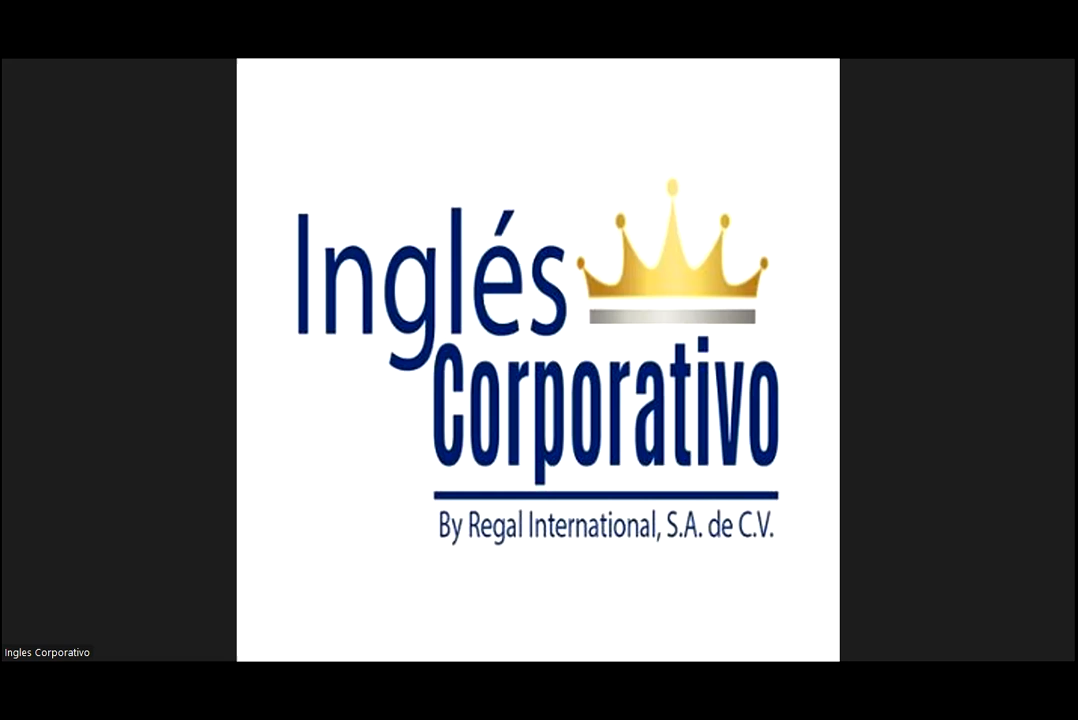 Inglés
Corporativo
By Regal International, S.A. de C.V.
Ingles Corporativo